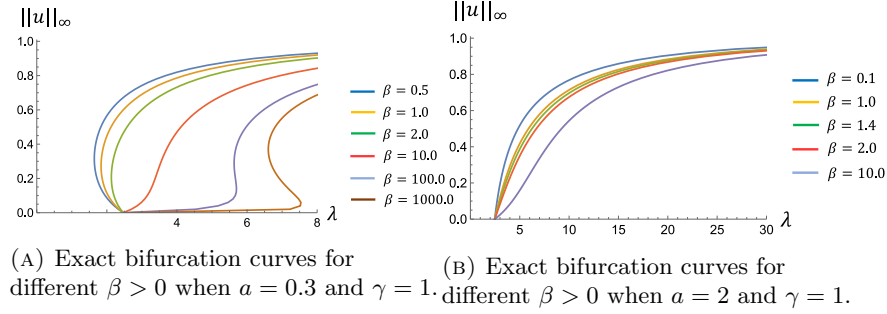 ||u||∞
1.0
0.8
0.6
0.4
0.2
0.0
4
6
8
λ
β = 0.5
β = 1.0
β = 2.0
β = 10.0
β = 100.0
β = 1000.0
(A) Exact bifurcation curves for
different β > 0 when a = 0.3 and γ = 1.
||u||∞
1.0
0.8
0.6
0.4
0.2
0.0
5
10
15
20
25
30
λ
β = 0.1
β = 1.0
β = 1.4
β = 2.0
β = 10.0
(B) Exact bifurcation curves for
different β > 0 when a = 2 and γ = 1.